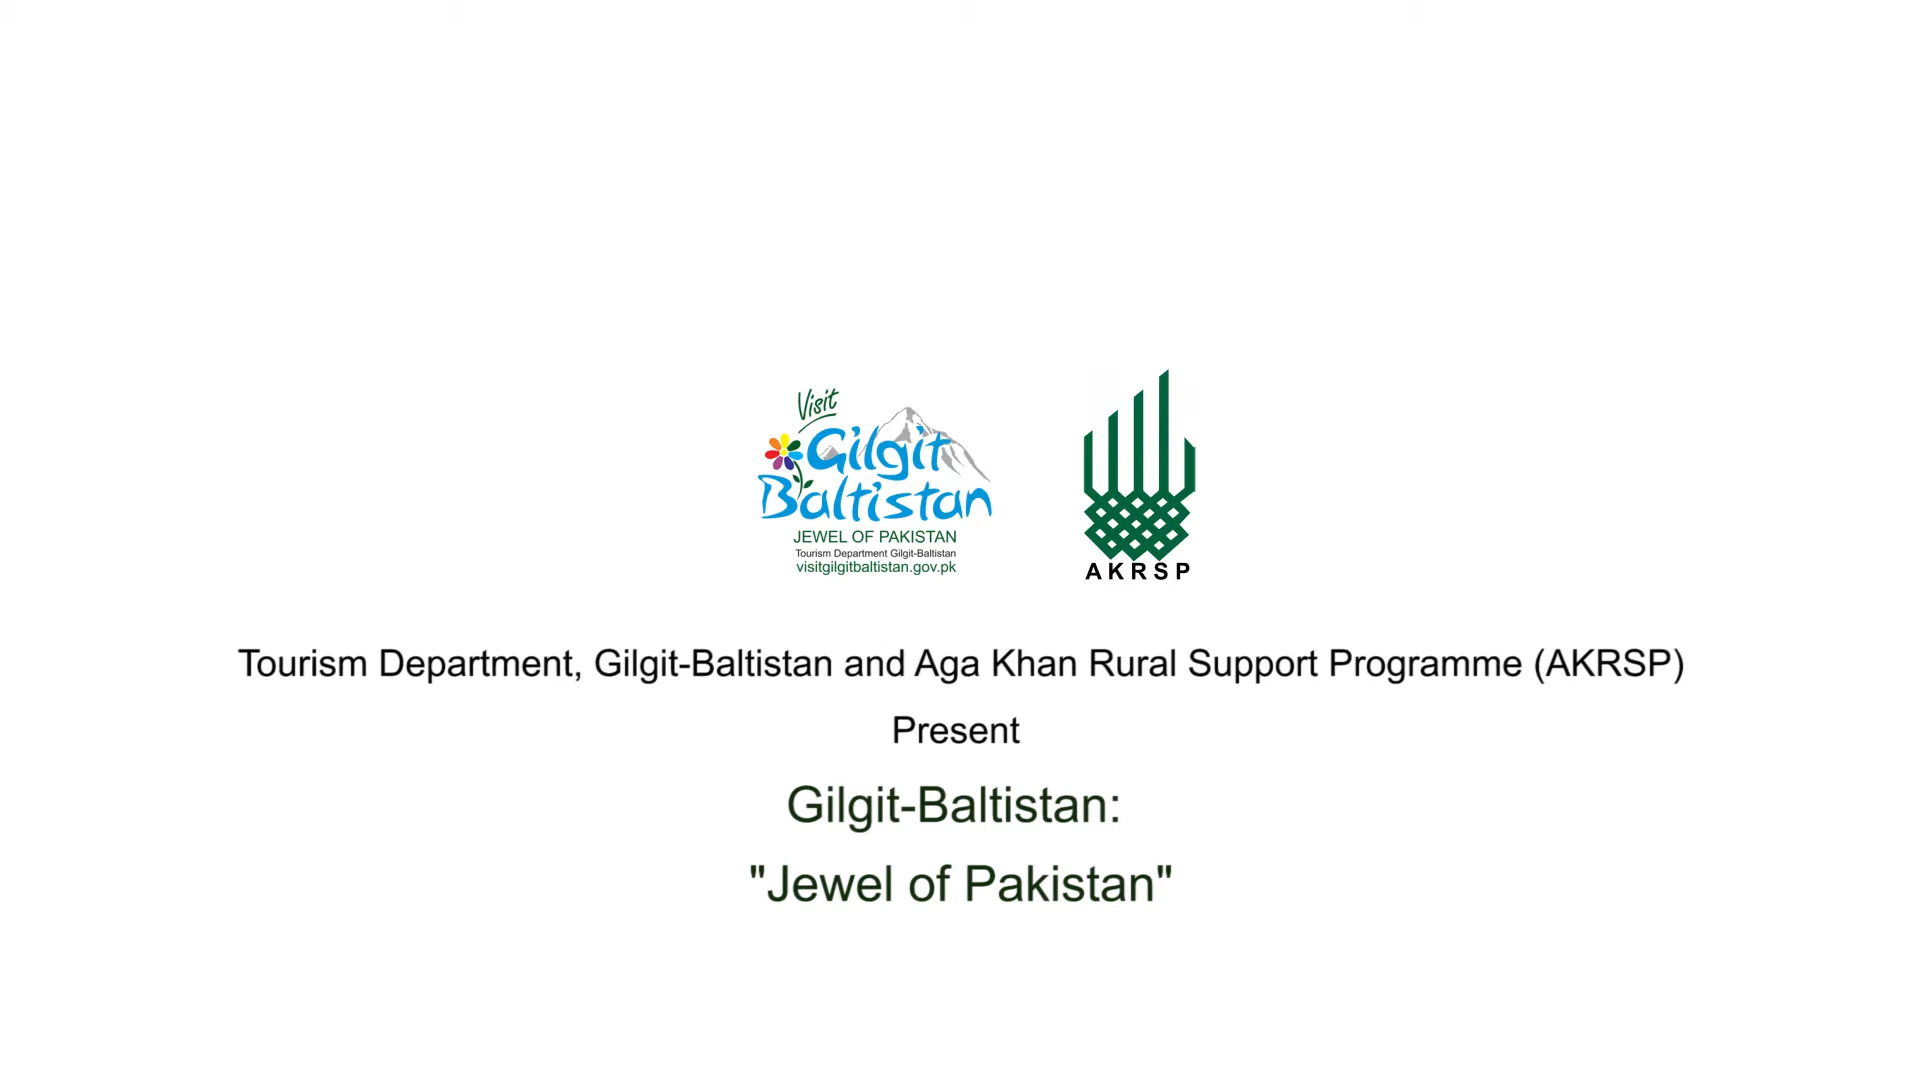 Visit
Gilgit
Baltistan
JEWEL OF PAKISTAN
Tourism Department Gilgit-Baltistan
visitgilgitbaltistan.gov.pk
AKRSP
Tourism Department, Gilgit-Baltistan and Aga Khan Rural Support Programme (AKRSP)
Present
Gilgit-Baltistan:
"Jewel of Pakistan"